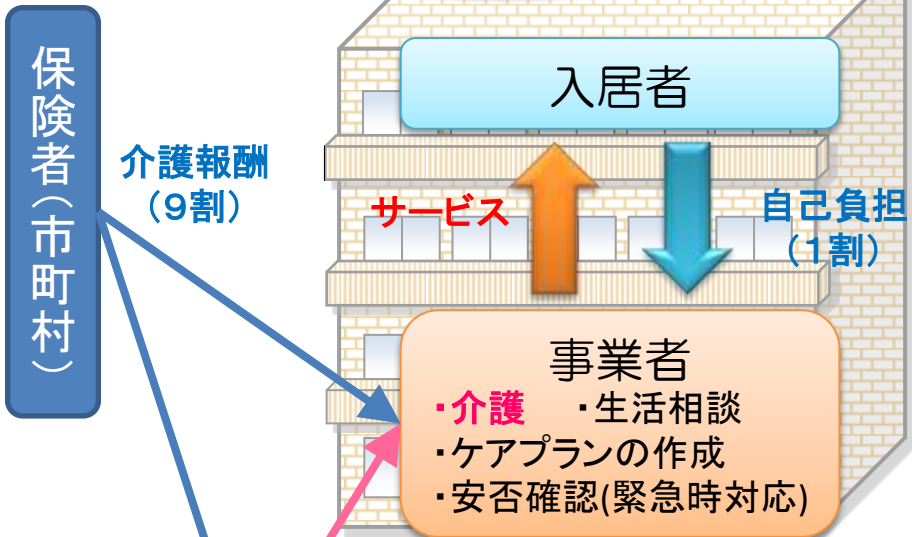 保険者（市町村）
介護報酬
（９割）
入居者
サービス
自己負担
（１割）
事業者
・介護　・生活相談
・ケアプランの作成
・安否確認(緊急時対応)